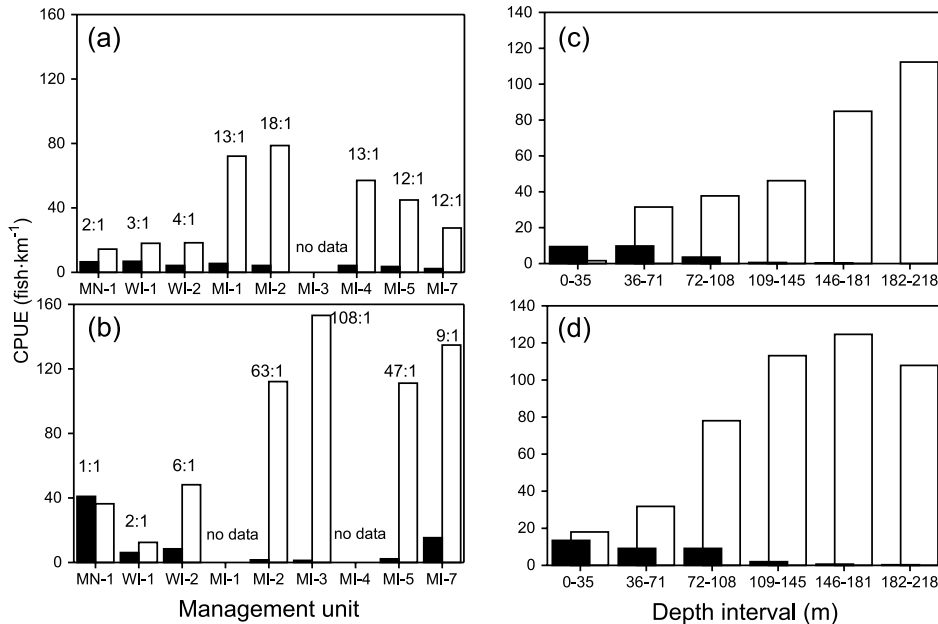 CPUE (fish·km⁻¹)
(a)
160
120
80
40
0
2:1
3:1
4:1
13:1
18:1
no data
13:1
12:1
12:1
MN-1 WI-1 WI-2 MI-1 MI-2 MI-3 MI-4 MI-5 MI-7
(b)
160
120
80
40
0
1:1
2:1
6:1
no data
63:1
108:1
no data
47:1
9:1
MN-1 WI-1 WI-2 MI-1 MI-2 MI-3 MI-4 MI-5 MI-7
Management unit
(c)
140
120
100
80
60
40
20
0
0-35 36-71 72-108 109-145 146-181 182-218
(d)
140
120
100
80
60
40
20
0
0-35 36-71 72-108 109-145 146-181 182-218
Depth interval (m)